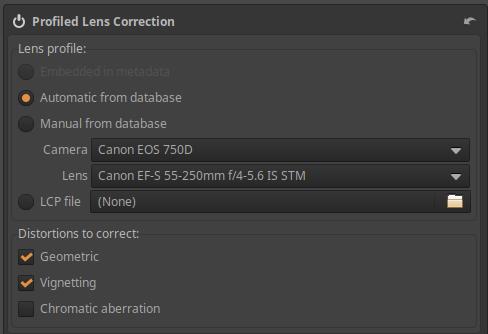 Profiled Lens Correction
Lens profile:
Embedded in metadata
Automatic from database
Manual from database
Camera Canon EOS 750D
Lens Canon EF-S 55-250mm f/4-5.6 IS STM
LCP file (None)
Distortions to correct:
Geometric
Vignetting
Chromatic aberration